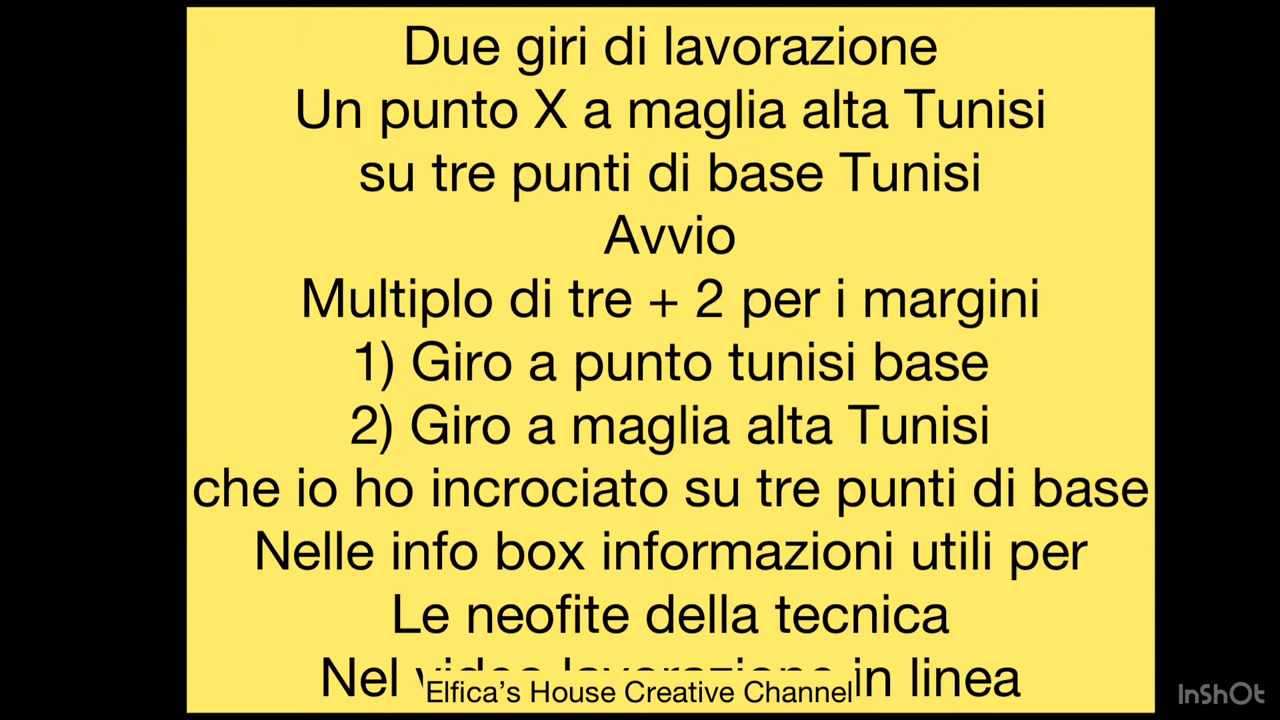 Due giri di lavorazione
Un punto X a maglia alta Tunisi
su tre punti di base Tunisi
Avvio
Multiplo di tre + 2 per i margini
1) Giro a punto tunisi base
2) Giro a maglia alta Tunisi
che io ho incrociato su tre punti di base
Nelle info box informazioni utili per
Le neofite della tecnica
Nel video lavorazione in linea
Elfica's House Creative Channel
InShOt